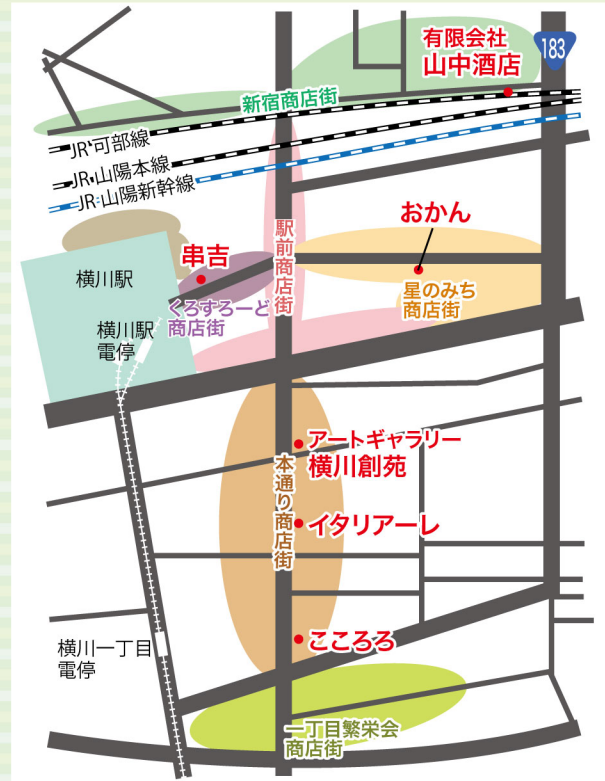 有限会社
山中酒店
183
新宿商店街
JR可部線
JR山陽本線
JR山陽新幹線
おかん
串吉
駅前商店街
横川駅
星のみち
商店街
くろすろーど
商店街
横川駅
電停
アートギャラリー
横川創苑
本通り商店街
イタリアーレ
こころろ
横川一丁目
電停
一丁目繁栄会
商店街